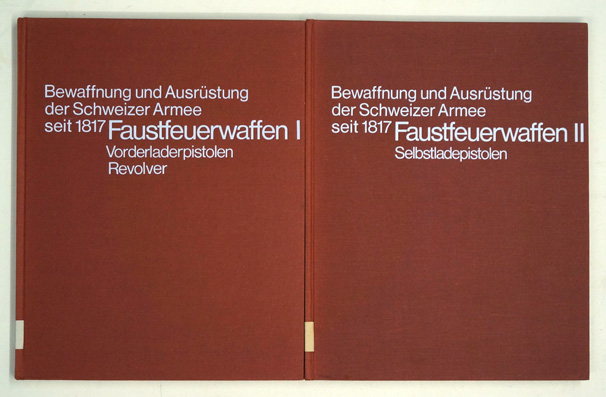 Bewaffnung und Ausrüstung
der Schweizer Armee
seit 1817 Faustfeuerwaffen I
Vorderladerpistolen
Revolver
Bewaffnung und Ausrüstung
der Schweizer Armee
seit 1817 Faustfeuerwaffen II
Selbstladepistolen